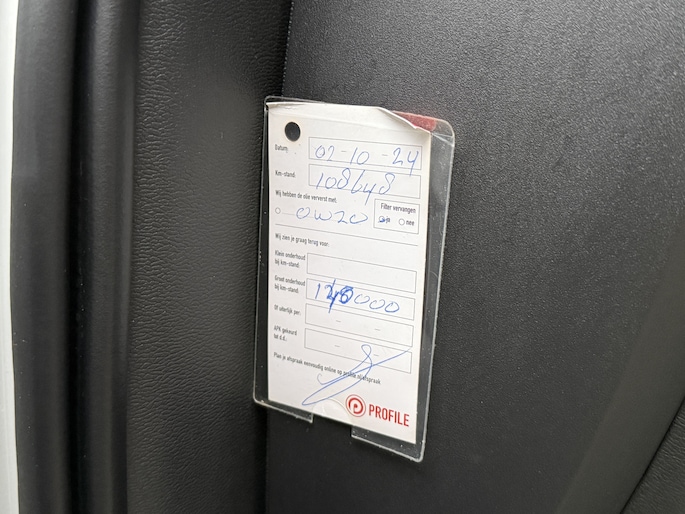 Datum: 02-10-24
Km-stand: 108648
Wij hebben de olie ververst met:
Filter vervangen
0W20
nee
Wij zien je graag terug voor:
Klein onderhoud
bij km-stand:
Groot onderhoud
bij km-stand: 000
Of uiterlijk per: - -
APK gekeurd
tot d.d.: - -
Plan je afspraak eenvoudig online op profile.nl/afspraak
PROFILE